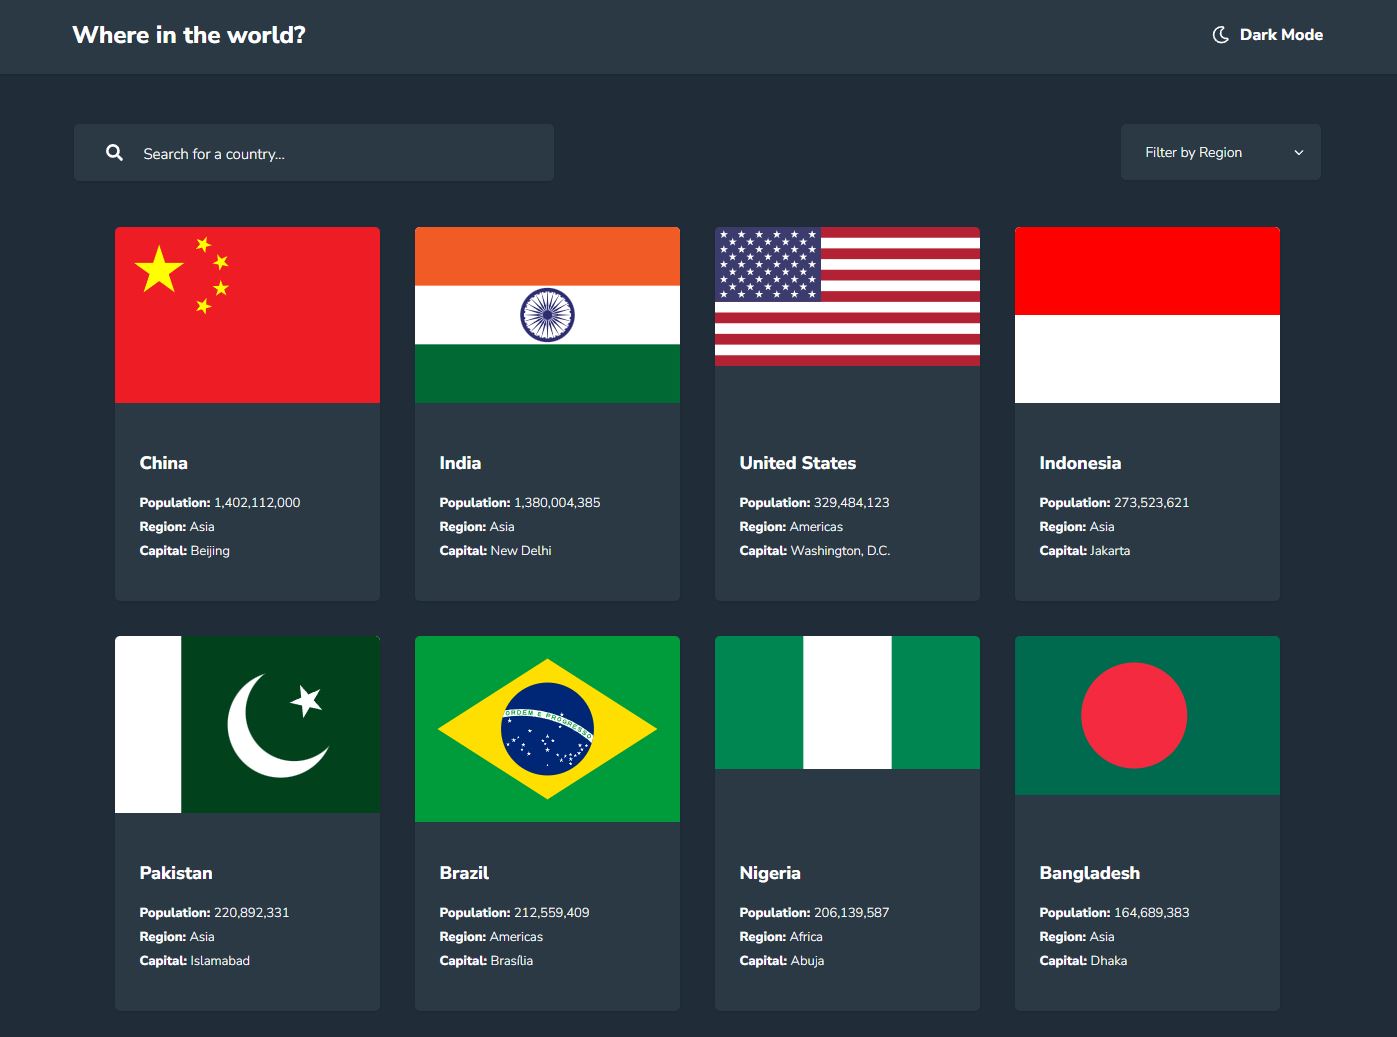 Where in the world?
Dark Mode
Search for a country...
Filter by Region
China
Population: 1,402,112,000
Region: Asia
Capital: Beijing
India
Population: 1,380,004,385
Region: Asia
Capital: New Delhi
United States
Population: 329,484,123
Region: Americas
Capital: Washington, D.C.
Indonesia
Population: 273,523,621
Region: Asia
Capital: Jakarta
Pakistan
Population: 220,892,331
Region: Asia
Capital: Islamabad
ORDEM E PROGRESSO
Brazil
Population: 212,559,409
Region: Americas
Capital: Brasília
Nigeria
Population: 206,139,587
Region: Africa
Capital: Abuja
Bangladesh
Population: 164,689,383
Region: Asia
Capital: Dhaka